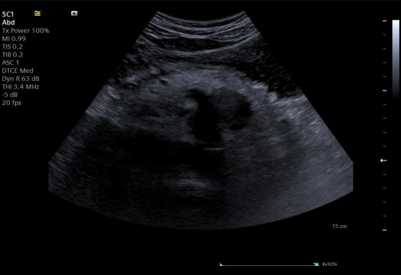 5C1
Abd
Tx Power 100%
MI 0.99
TIS 0.2
TIB 0.2
ASC 1
DTCE Med
Dyn R 63 dB
THI 3.4 MHz
-5 dB
20 fps
15 cm